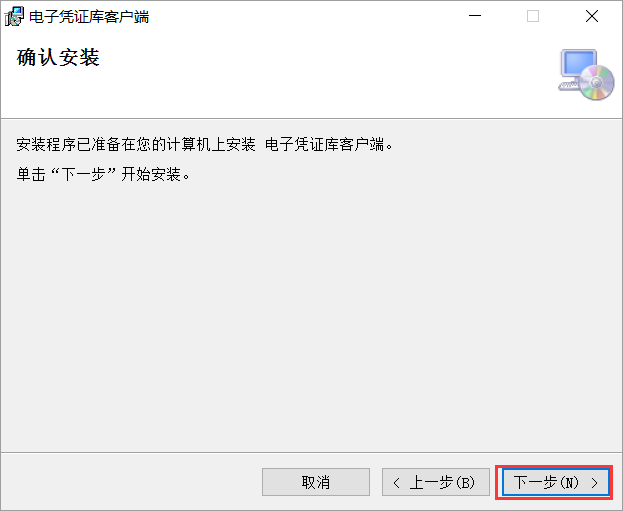 电子凭证库客户端
确认安装
安装程序已准备在您的计算机上安装 电子凭证库客户端。
单击“下一步”开始安装。
取消
< 上一步(B)
下一步(N) >